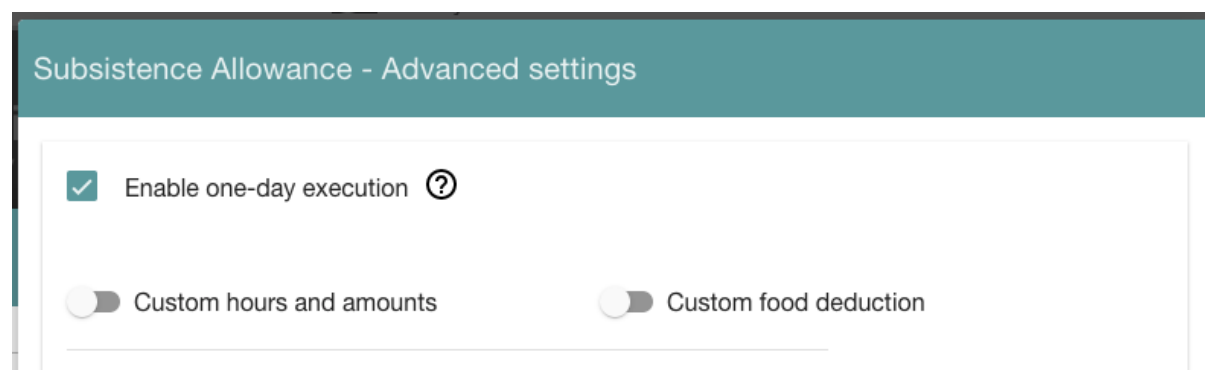 Subsistence Allowance - Advanced settings
Enable one-day execution
Custom hours and amounts
Custom food deduction